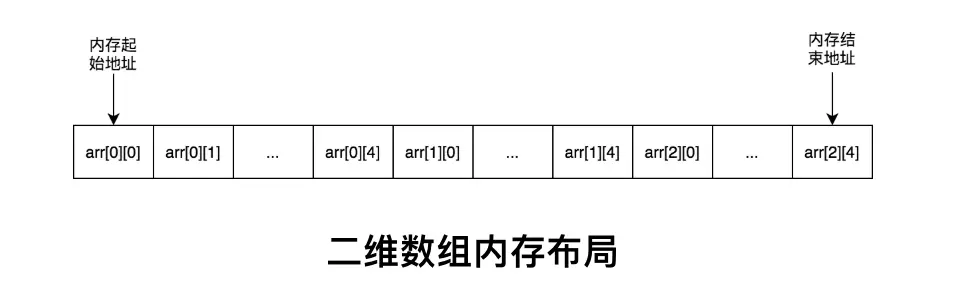 内存起
始地址
内存结
束地址
arr[0][0] arr[0][1] ... arr[0][4] arr[1][0] ... arr[1][4] arr[2][0] ... arr[2][4]
二维数组内存布局